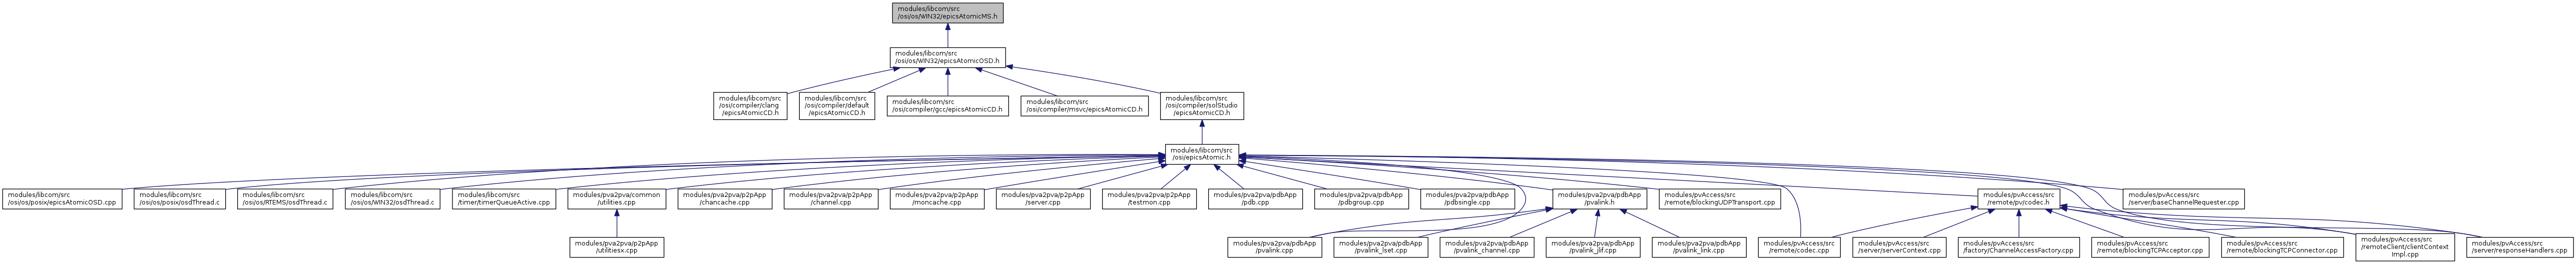 modules/libcom/src
/osi/os/WIN32/epicsAtomicMS.h
modules/libcom/src
/osi/os/WIN32/epicsAtomicOSD.h
modules/libcom/src
/osi/compiler/clang
/epicsAtomicCD.h
modules/libcom/src
/osi/compiler/default
/epicsAtomicCD.h
modules/libcom/src
/osi/compiler/gcc/epicsAtomicCD.h
modules/libcom/src
/osi/compiler/msvc/epicsAtomicCD.h
modules/libcom/src
/osi/compiler/solStudio
/epicsAtomicCD.h
modules/libcom/src
/osi/epicsAtomic.h
modules/libcom/src
/osi/os/posix/epicsAtomicOSD.cpp
modules/libcom/src
/osi/os/posix/osdThread.c
modules/libcom/src
/osi/os/RTEMS/osdThread.c
modules/libcom/src
/osi/os/WIN32/osdThread.c
modules/libcom/src
/timer/timerQueueActive.cpp
modules/pva2pva/common
/utilities.cpp
modules/pva2pva/p2pApp
/chancache.cpp
modules/pva2pva/p2pApp
/channel.cpp
modules/pva2pva/p2pApp
/moncache.cpp
modules/pva2pva/p2pApp
/server.cpp
modules/pva2pva/p2pApp
/testmon.cpp
modules/pva2pva/pdbApp
/pdb.cpp
modules/pva2pva/pdbApp
/pdbgroup.cpp
modules/pva2pva/pdbApp
/pdbsingle.cpp
modules/pva2pva/pdbApp
/pvalink.h
modules/pvAccess/src
/remote/blockingUDPTransport.cpp
modules/pvAccess/src
/remote/pv/codec.h
modules/pvAccess/src
/server/baseChannelRequester.cpp
modules/pva2pva/p2pApp
/utilitiesx.cpp
modules/pva2pva/pdbApp
/pvalink.cpp
modules/pva2pva/pdbApp
/pvalink_lset.cpp
modules/pva2pva/pdbApp
/pvalink_channel.cpp
modules/pva2pva/pdbApp
/pvalink_jlif.cpp
modules/pva2pva/pdbApp
/pvalink_link.cpp
modules/pvAccess/src
/remote/codec.cpp
modules/pvAccess/src
/server/serverContext.cpp
modules/pvAccess/src
/factory/ChannelAccessFactory.cpp
modules/pvAccess/src
/remote/blockingTCPAcceptor.cpp
modules/pvAccess/src
/remote/blockingTCPConnector.cpp
modules/pvAccess/src
/remoteClient/clientContext
Impl.cpp
modules/pvAccess/src
/server/responseHandlers.cpp